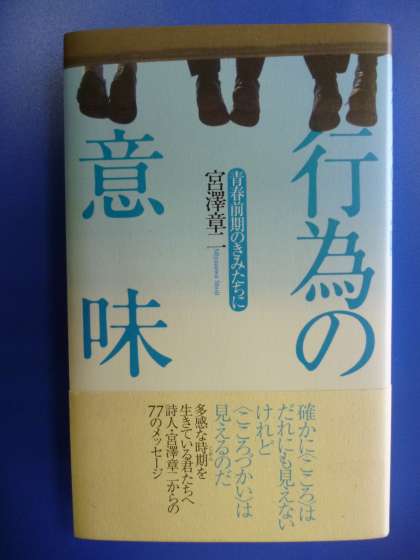 行為の
意味
青春前期のきみたちに
宮澤章二
Miyazawa Shoji
確かに〈こころ〉は
だれにも見えない
けれど
〈こころづかい〉は
見えるのだ
多感な時期を
生きている君たちへ
詩人・宮澤章二からの
77のメッセージ